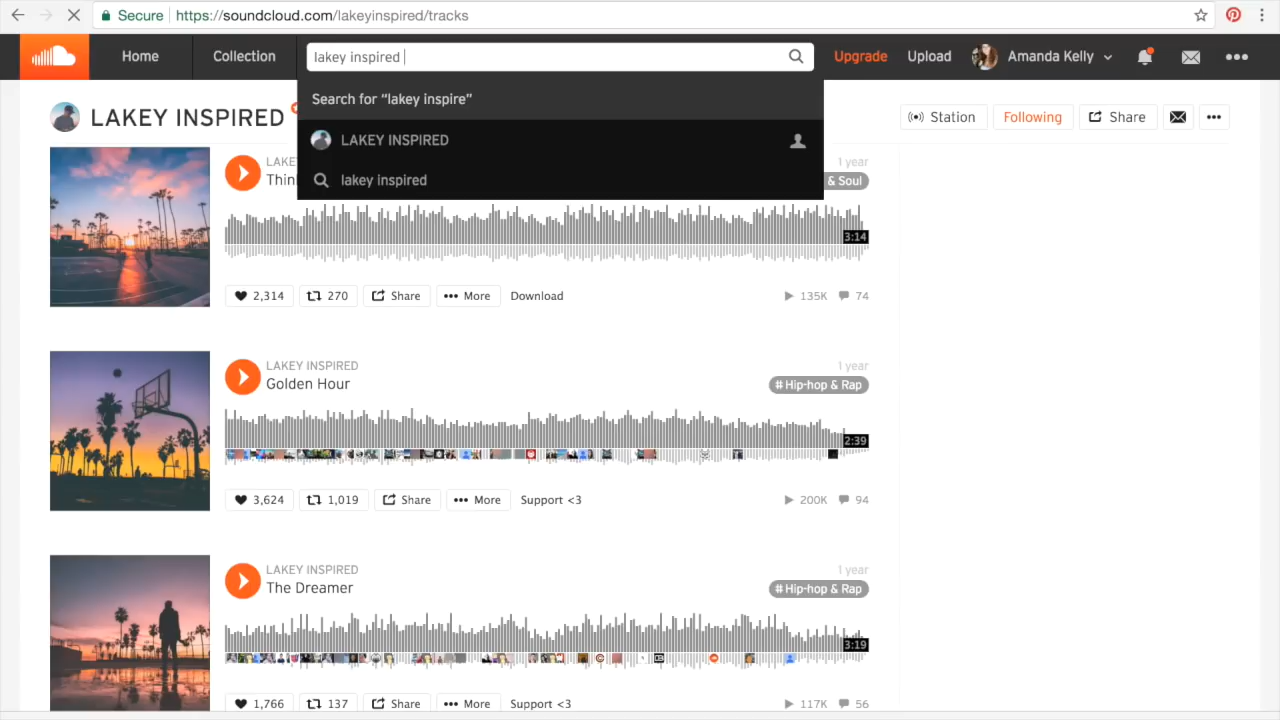 Secure https://soundcloud.com/lakeyinspired/tracks
Home Collection lakey inspired Upgrade Upload Amanda Kelly
Search for “lakey inspire”
LAKEY INSPIRED
lakey inspired
LAKEY INSPIRED Station Following Share
LAKE 1 year
Thin & Soul
3:14
2,314 270 Share More Download 135K 74
LAKEY INSPIRED 1 year
Golden Hour # Hip-hop & Rap
2:39
3,624 1,019 Share More Support <3 200K 94
LAKEY INSPIRED 1 year
The Dreamer # Hip-hop & Rap
3:19
1,766 137 Share More Support <3 117K 56